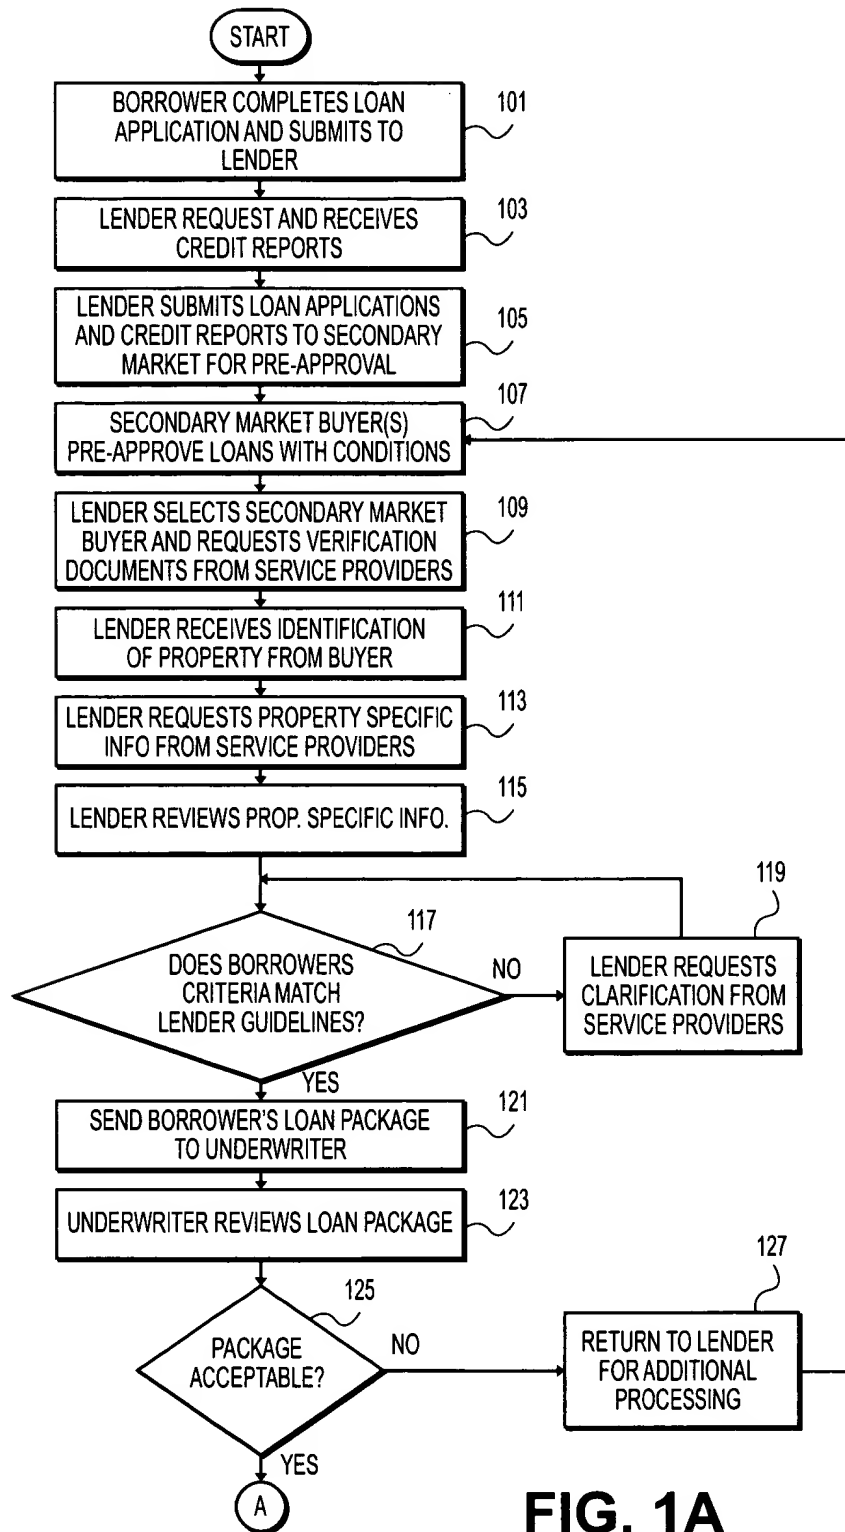 START
BORROWER COMPLETES LOAN
APPLICATION AND SUBMITS TO
LENDER
101
LENDER REQUEST AND RECEIVES
CREDIT REPORTS
103
LENDER SUBMITS LOAN APPLICATIONS
AND CREDIT REPORTS TO SECONDARY
MARKET FOR PRE-APPROVAL
105
SECONDARY MARKET BUYER(S)
PRE-APPROVE LOANS WITH CONDITIONS
107
LENDER SELECTS SECONDARY MARKET
BUYER AND REQUESTS VERIFICATION
DOCUMENTS FROM SERVICE PROVIDERS
109
LENDER RECEIVES IDENTIFICATION
OF PROPERTY FROM BUYER
111
LENDER REQUESTS PROPERTY SPECIFIC
INFO FROM SERVICE PROVIDERS
113
LENDER REVIEWS PROP. SPECIFIC INFO.
115
DOES BORROWERS
CRITERIA MATCH
LENDER GUIDELINES?
117
NO
LENDER REQUESTS
CLARIFICATION FROM
SERVICE PROVIDERS
119
YES
SEND BORROWER'S LOAN PACKAGE
TO UNDERWRITER
121
UNDERWRITER REVIEWS LOAN PACKAGE
123
PACKAGE
ACCEPTABLE?
125
NO
RETURN TO LENDER
FOR ADDITIONAL
PROCESSING
127
YES
A
FIG. 1A